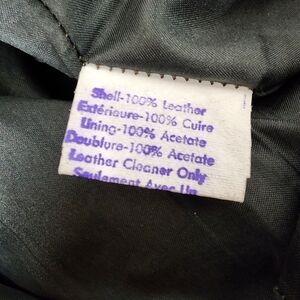 Shell-100% Leather
Extérieure-100% Cuire
Lining-100% Acetate
Doublure-100% Acetate
Leather Cleaner Only
Seulement Avec Un